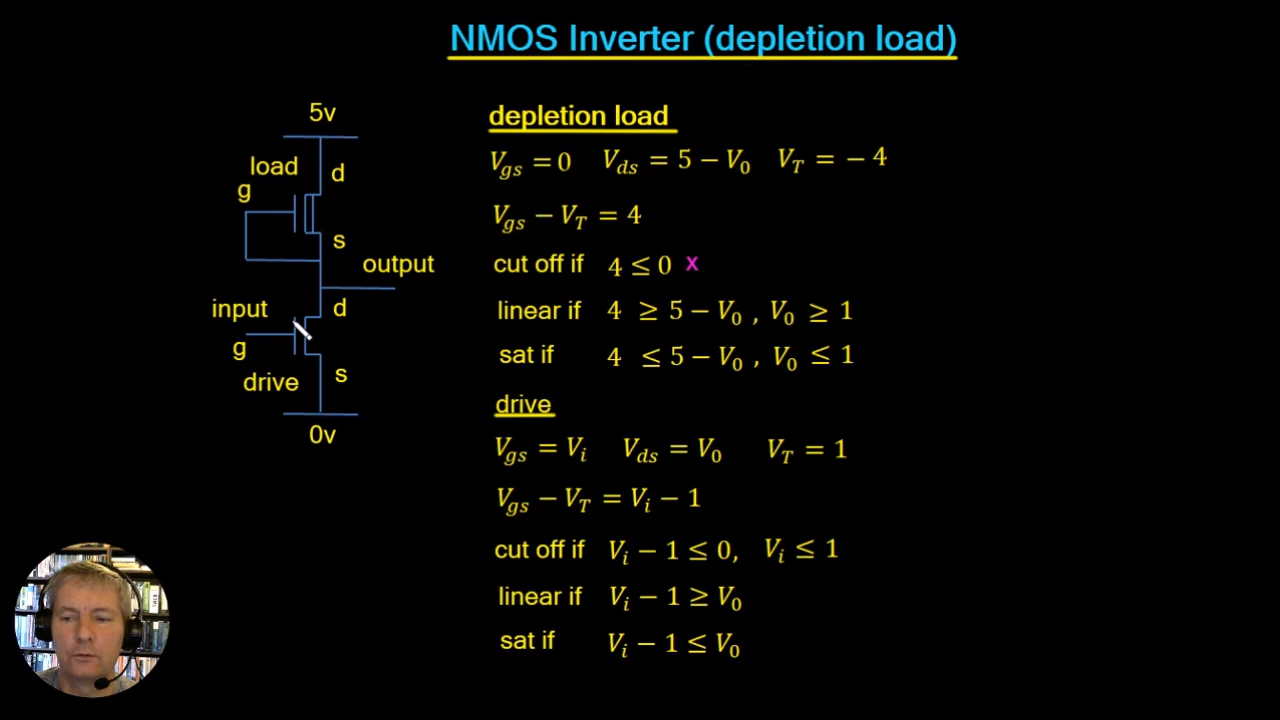 NMOS Inverter (depletion load)
5v
load
d
g
s
output
input
d
g
drive
s
0v
depletion load
V_gs = 0 V_ds = 5 − V_0 V_T = − 4
V_gs − V_T = 4
cut off if 4 ≤ 0 x
linear if 4 ≥ 5 − V_0 , V_0 ≥ 1
sat if 4 ≤ 5 − V_0 , V_0 ≤ 1
drive
V_gs = V_i V_ds = V_0 V_T = 1
V_gs − V_T = V_i − 1
cut off if V_i − 1 ≤ 0, V_i ≤ 1
linear if V_i − 1 ≥ V_0
sat if V_i − 1 ≤ V_0